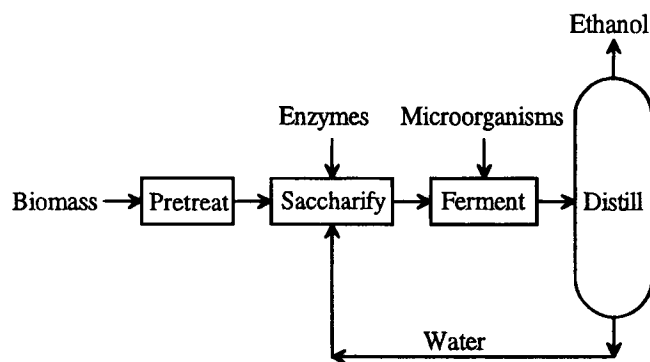 Ethanol
Enzymes
Microorganisms
Biomass
Pretreat
Saccharify
Ferment
Distill
Water